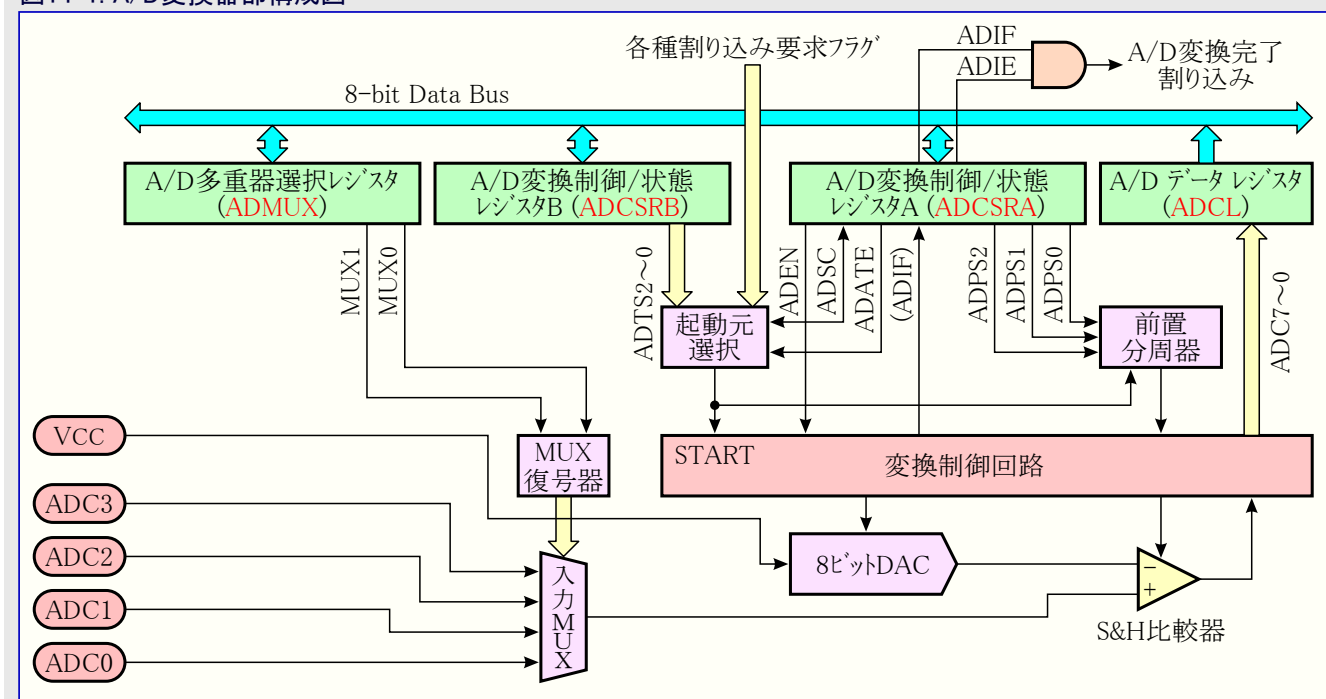 図14-1. A/D変換器部構成図
各種割り込み要求フラグ
ADIF
ADIE
A/D変換完了
割り込み
8-bit Data Bus
A/D多重器選択レジスタ
(ADMUX)
A/D変換制御/状態
レジスタB (ADCSRB)
A/D変換制御/状態
レジスタA (ADCSRA)
A/D データ レジスタ
(ADCL)
MUX1
MUX0
ADTS2～0
ADEN
ADSC
ADATE
(ADIF)
ADPS2
ADPS1
ADPS0
ADC7～0
起動元
選択
前置
分周器
VCC
ADC3
ADC2
ADC1
ADC0
MUX
復号器
START
変換制御回路
入力MUX
8ビットDAC
−
+
S&H比較器